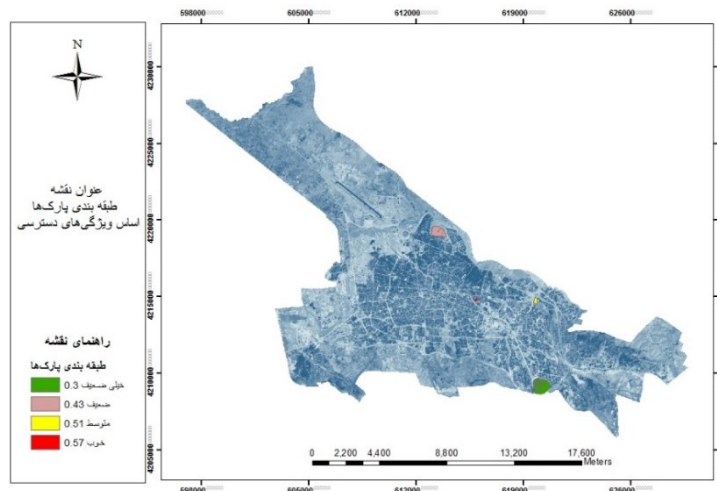 598000 605000 612000 619000 626000
N
عنوان نقشه
طبقه بندی پارک‌ها
اساس ویژگی‌های دسترسی
راهنمای نقشه
طبقه بندی پارک‌ها
خیلی ضعیف 0.3
ضعیف 0.43
متوسط 0.51
خوب 0.57
4230000
4225000
4220000
4215000
4210000
4205000
0 2,200 4,400 8,800 13,200 17,600
Meters
598000 605000 612000 619000 626000